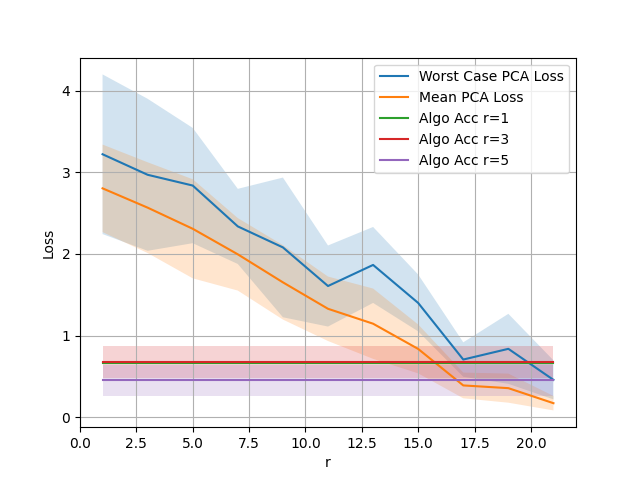 Worst Case PCA Loss
Mean PCA Loss
Algo Acc r=1
Algo Acc r=3
Algo Acc r=5
4
3
2
1
0
Loss
0.0 2.5 5.0 7.5 10.0 12.5 15.0 17.5 20.0
r